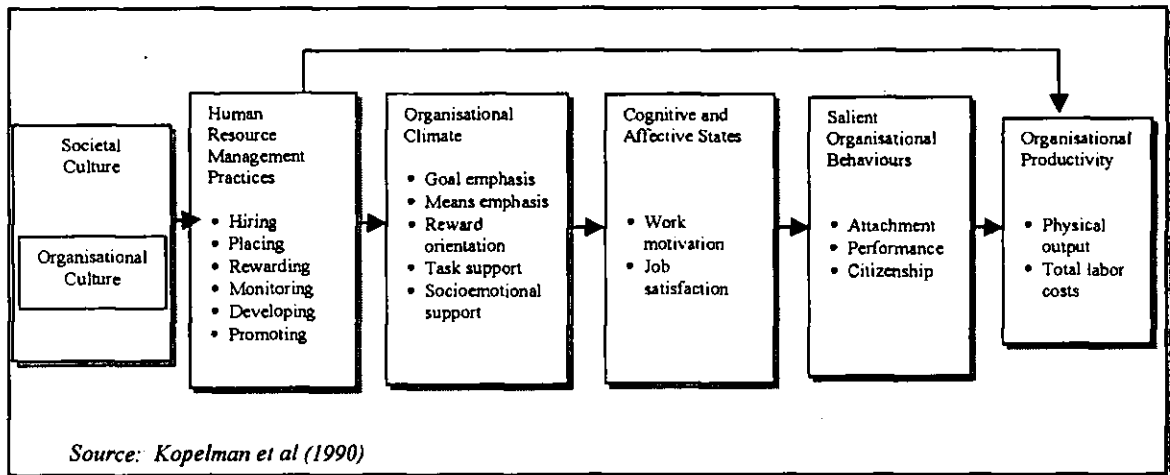 Societal
Culture
Organisational
Culture
Human
Resource
Management
Practices
• Hiring
• Placing
• Rewarding
• Monitoring
• Developing
• Promoting
Organisational
Climate
• Goal emphasis
• Means emphasis
• Reward
orientation
• Task support
• Socioemotional
support
Cognitive and
Affective States
• Work
motivation
• Job
satisfaction
Salient
Organisational
Behaviours
• Attachment
• Performance
• Citizenship
Organisational
Productivity
• Physical
output
• Total labor
costs
Source: Kopelman et al (1990)